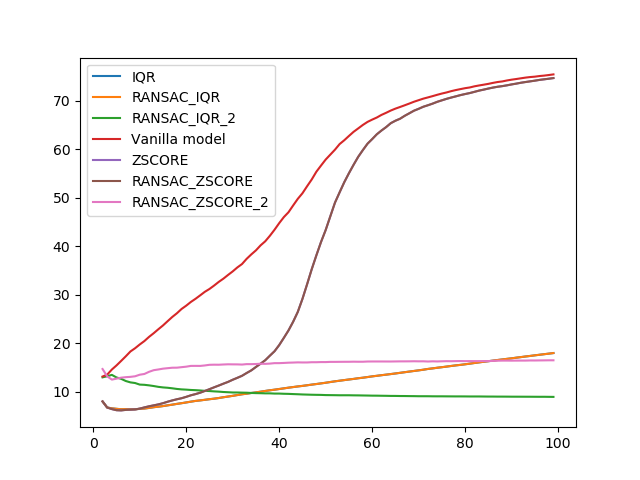 IQR
RANSAC_IQR
RANSAC_IQR_2
Vanilla model
ZSCORE
RANSAC_ZSCORE
RANSAC_ZSCORE_2
70
60
50
40
30
20
10
0 20 40 60 80 100